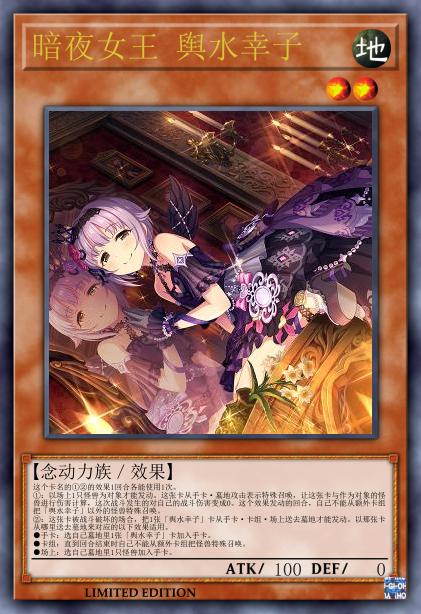 暗夜女王 舆水幸子
地
【念动力族 / 效果】
这个卡名的①②的效果1回合各能使用1次。
①:以场上1只怪兽为对象才能发动。这张卡从手卡・墓地攻击表示特殊召唤,让这张卡与作为对象的怪
兽进行伤害计算。这次战斗发生的对自己的战斗伤害变成0。这个效果发动的回合,自己不能从额外卡组
把「舆水幸子」以外的怪兽特殊召唤。
②:这张卡被战斗破坏的场合,把1张「舆水幸子」卡从手卡・卡组・场上送去墓地才能发动,以那张卡
从哪里送去墓地来对应的以下效果适用。
●手卡:选自己墓地里1张「舆水幸子」卡加入手卡。
●卡组:直到回合结束时自己不能从额外卡组把怪兽特殊召唤。
●场上:选自己墓地里1只怪兽加入手卡。
ATK/ 100 DEF/ 0
LIMITED EDITION